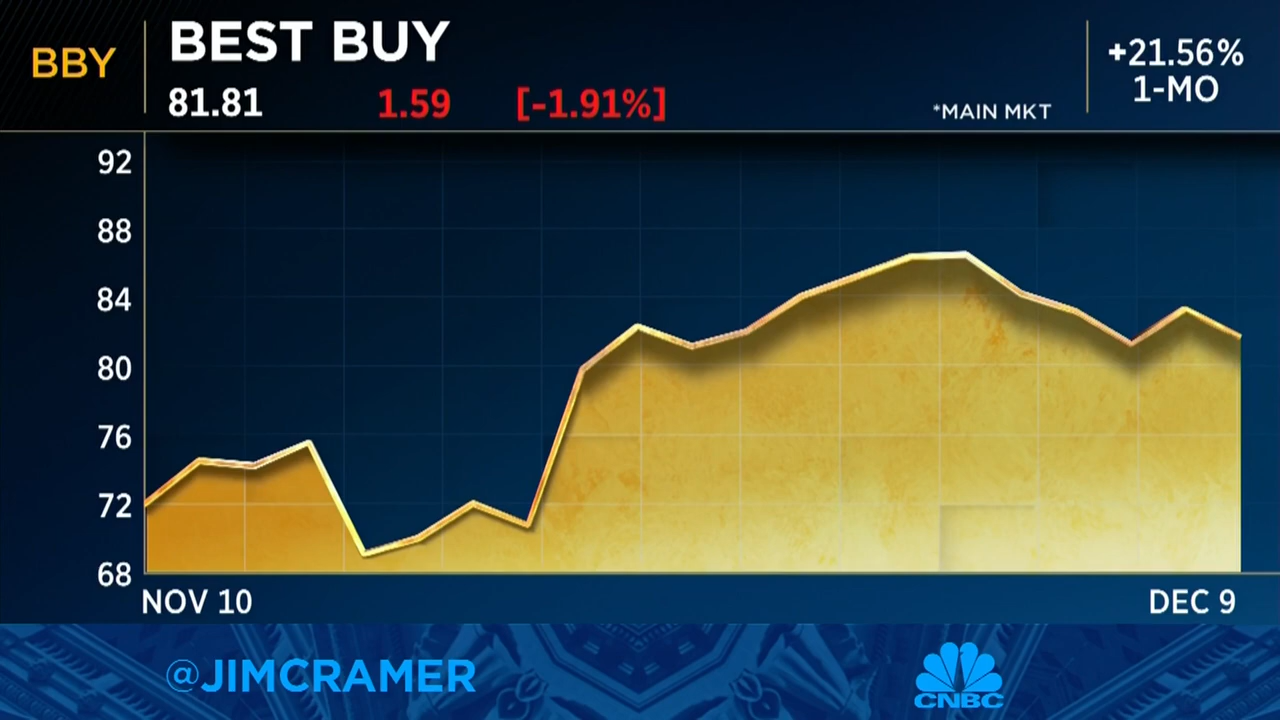 BBY
BEST BUY
81.81 1.59 [-1.91%]
*MAIN MKT
+21.56%
1-MO
92
88
84
80
76
72
68
NOV 10
DEC 9
@JIMCRAMER
CNBC